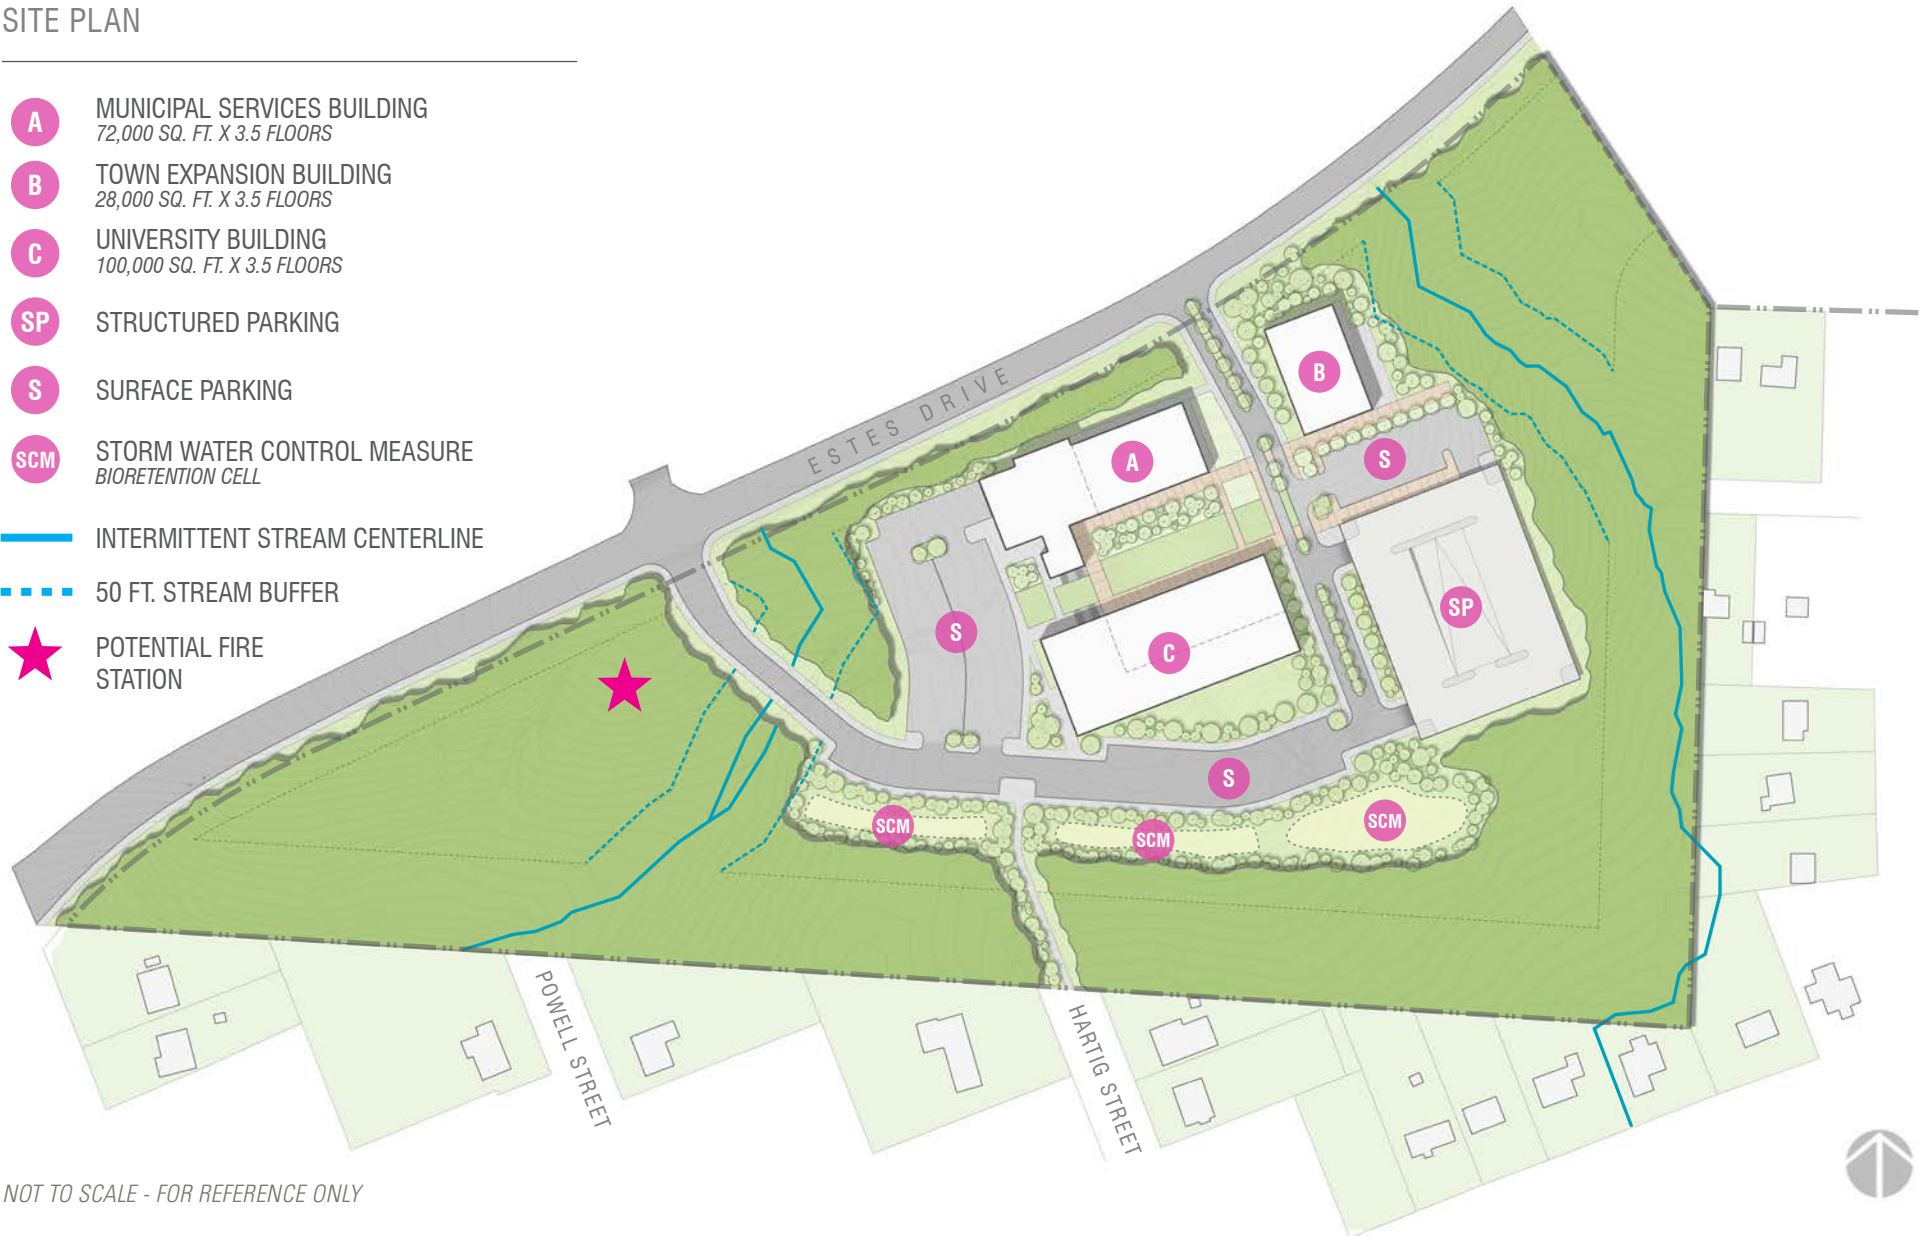 SITE PLAN
A
MUNICIPAL SERVICES BUILDING
72,000 SQ. FT. X 3.5 FLOORS
B
TOWN EXPANSION BUILDING
28,000 SQ. FT. X 3.5 FLOORS
C
UNIVERSITY BUILDING
100,000 SQ. FT. X 3.5 FLOORS
SP
STRUCTURED PARKING
S
SURFACE PARKING
SCM
STORM WATER CONTROL MEASURE
BIORETENTION CELL
INTERMITTENT STREAM CENTERLINE
50 FT. STREAM BUFFER
POTENTIAL FIRE
STATION
ESTES DRIVE
B
A
S
SP
S
C
S
SCM
SCM
SCM
POWELL STREET
HARTIG STREET
NOT TO SCALE - FOR REFERENCE ONLY